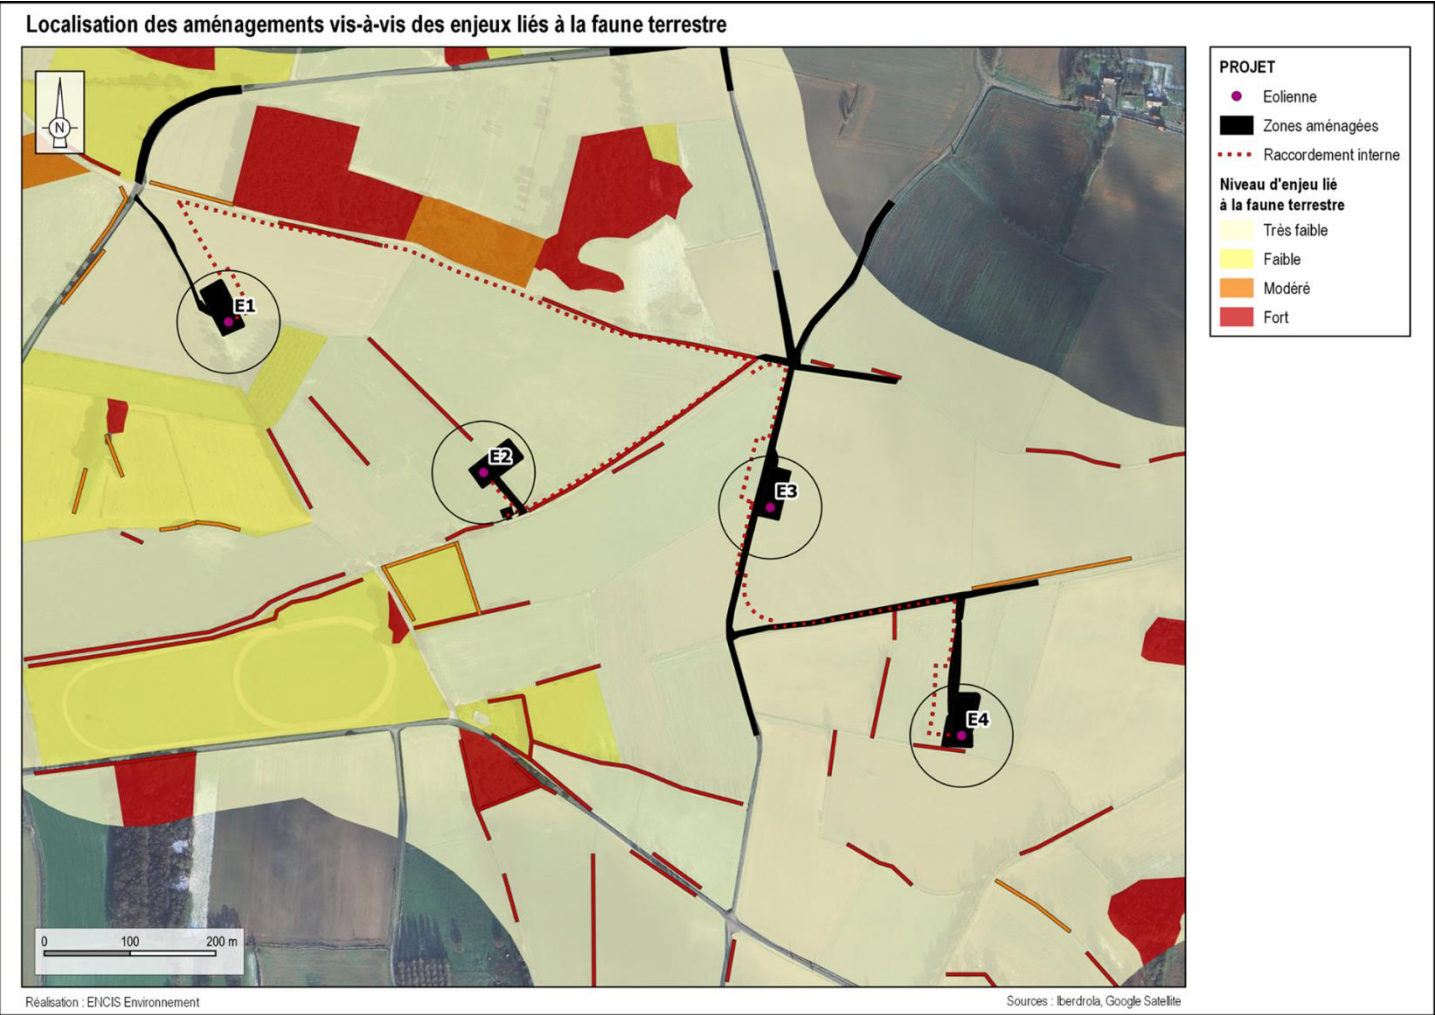 Localisation des aménagements vis-à-vis des enjeux liés à la faune terrestre
N
PROJET
Eolienne
Zones aménagées
Raccordement interne
Niveau d'enjeu lié
à la faune terrestre
Très faible
Faible
Modéré
Fort
E1
E2
E3
E4
0 100 200 m
Réalisation : ENCIS Environnement
Sources : Iberdrola, Google Satellite